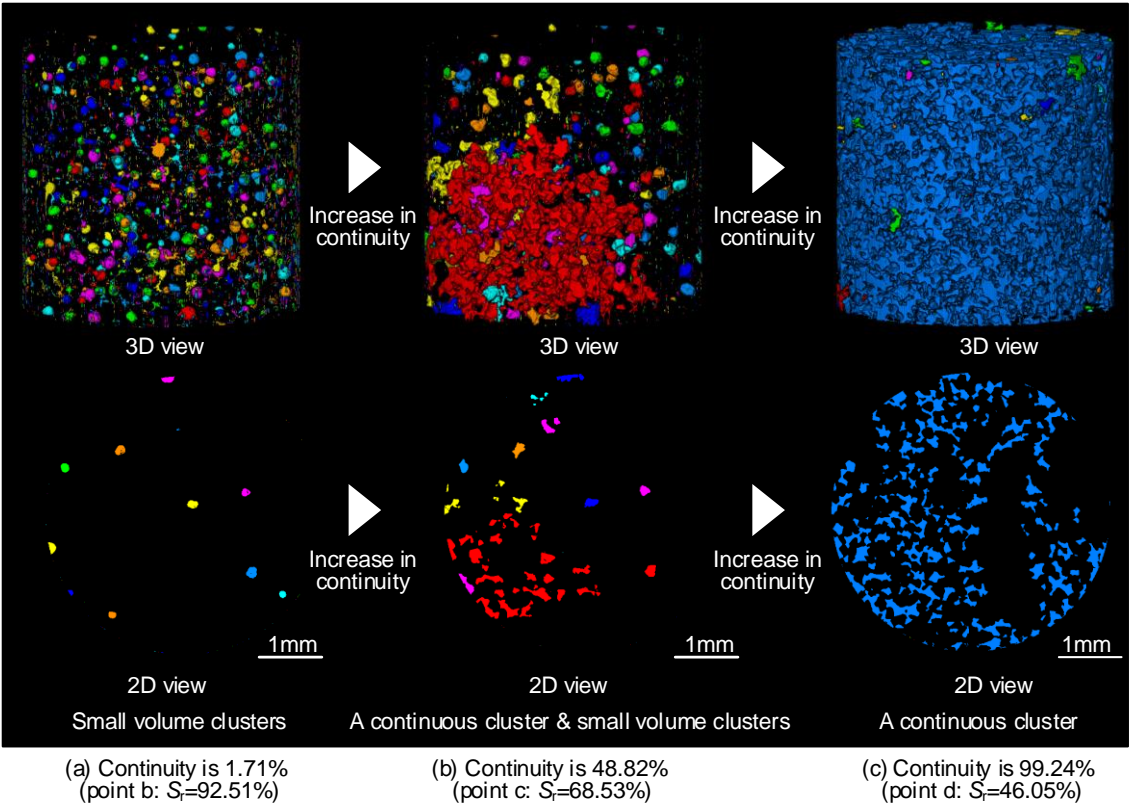 Increase in
continuity
Increase in
continuity
3D view
3D view
3D view
Increase in
continuity
Increase in
continuity
1mm
1mm
1mm
2D view
2D view
2D view
Small volume clusters
A continuous cluster & small volume clusters
A continuous cluster
(a) Continuity is 1.71%
(point b: Sr=92.51%)
(b) Continuity is 48.82%
(point c: Sr=68.53%)
(c) Continuity is 99.24%
(point d: Sr=46.05%)